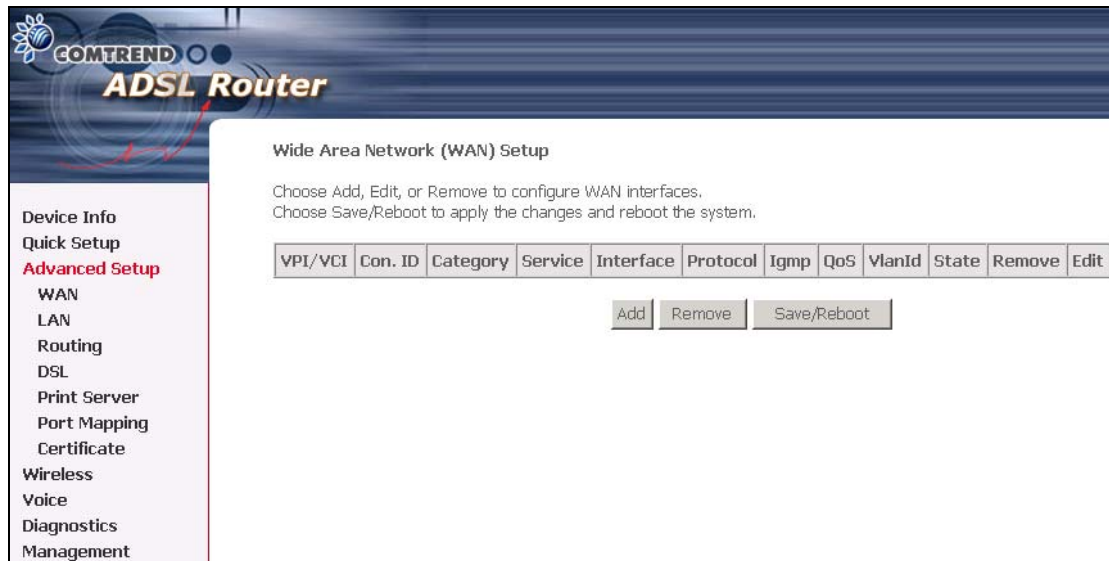 COMTREND
ADSL Router
Device Info
Quick Setup
Advanced Setup
WAN
LAN
Routing
DSL
Print Server
Port Mapping
Certificate
Wireless
Voice
Diagnostics
Management
Wide Area Network (WAN) Setup
Choose Add, Edit, or Remove to configure WAN interfaces.
Choose Save/Reboot to apply the changes and reboot the system.
VPI/VCI Con. ID Category Service Interface Protocol Igmp QoS VlanId State Remove Edit
Add Remove Save/Reboot